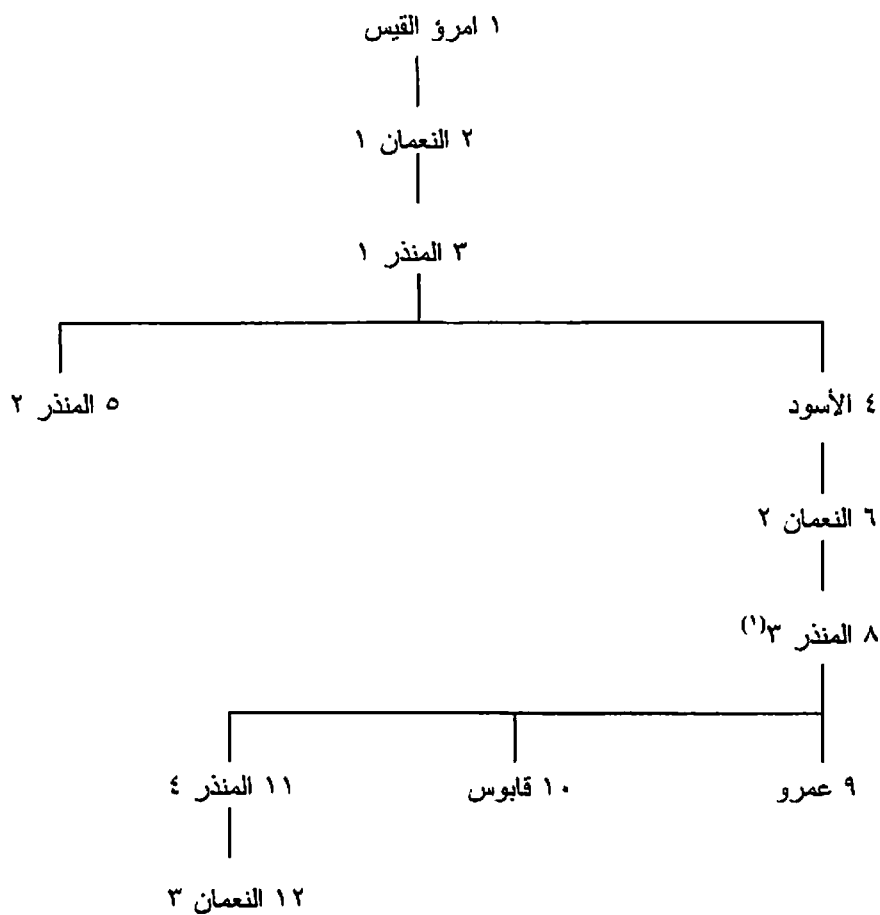 ١ امرؤ القيس
٢ النعمان ١
٣ المنذر ١
٤ الأسود
٥ المنذر ٢
٦ النعمان ٢
٨ المنذر ٣(١)
٩ عمرو
١٠ قابوس
١١ المنذر ٤
١٢ النعمان ٣